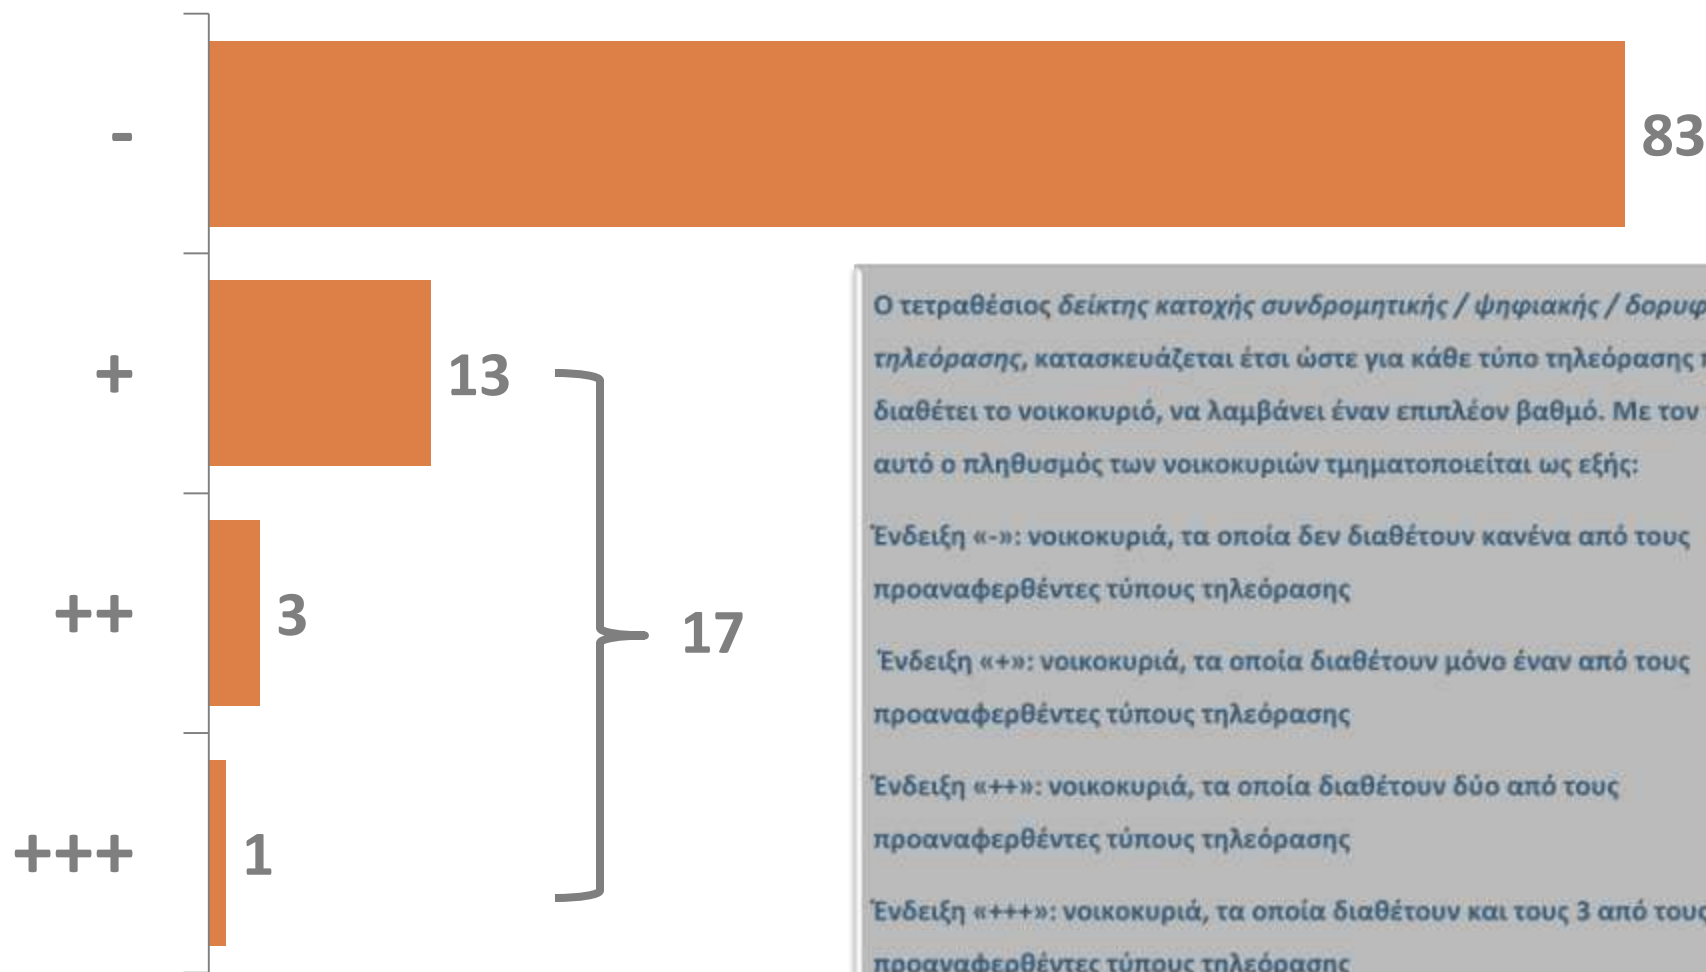 -
83
+
13
++
3
17
+++
1
Ο τετραθέσιος δείκτης κατοχής συνδρομητικής / ψηφιακής /
τηλεόρασης, κατασκευάζεται έτσι ώστε για κάθε τύπο τηλεόρασης
διαθέτει το νοικοκυριό, να λαμβάνει έναν επιπλέον βαθμό. Με τον
αυτό ο πληθυσμός των νοικοκυριών τμηματοποιείται ως εξής:
Ένδειξη «-»: νοικοκυριά, τα οποία δεν διαθέτουν κανένα από τους
προαναφερθέντες τύπους τηλεόρασης
Ένδειξη «+»: νοικοκυριά, τα οποία διαθέτουν μόνο έναν από τους
προαναφερθέντες τύπους τηλεόρασης
Ένδειξη «++»: νοικοκυριά, τα οποία διαθέτουν δύο από τους
προαναφερθέντες τύπους τηλεόρασης
Ένδειξη «+++»: νοικοκυριά, τα οποία διαθέτουν και τους 3 από τους
προαναφερθέντες τύπους τηλεόρασης